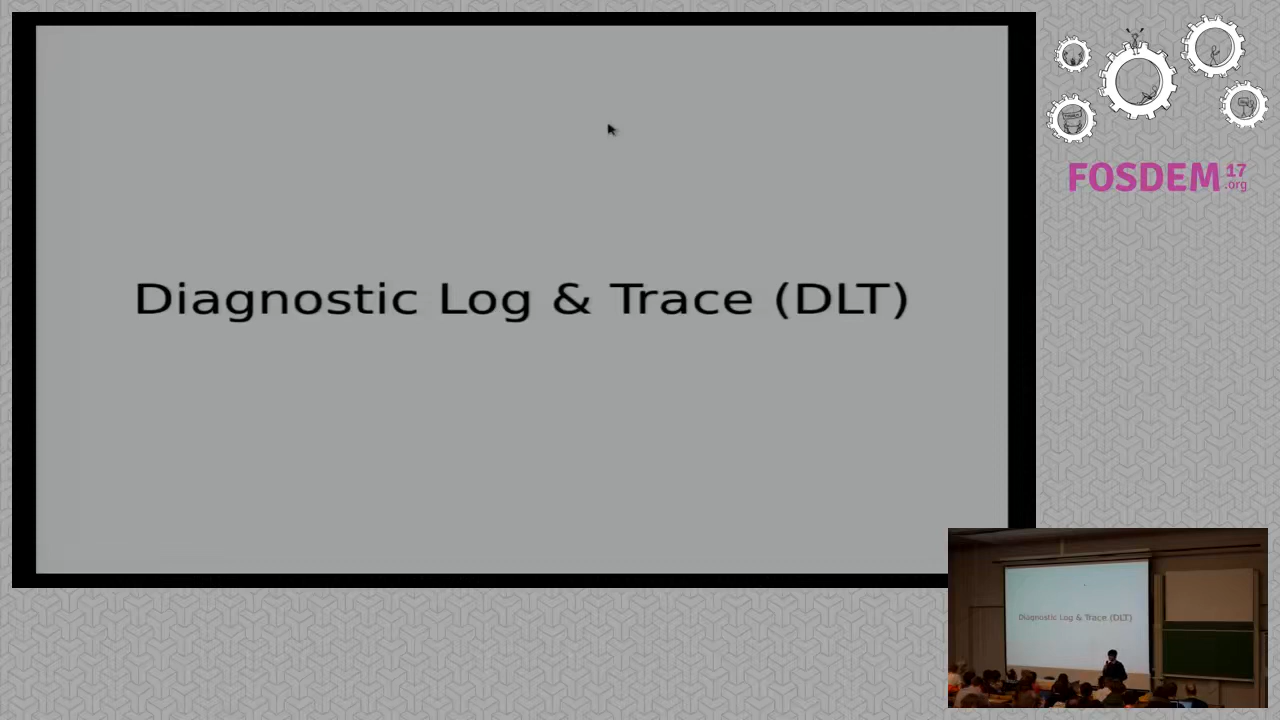 Diagnostic Log & Trace (DLT)
FOSDEM 17
.org
Diagnostic Log & Trace (DLT)